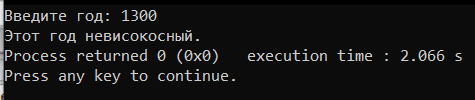 Введите год: 1300
Этот год невисокосный.
Process returned 0 (0x0)   execution time : 2.066 s
Press any key to continue.